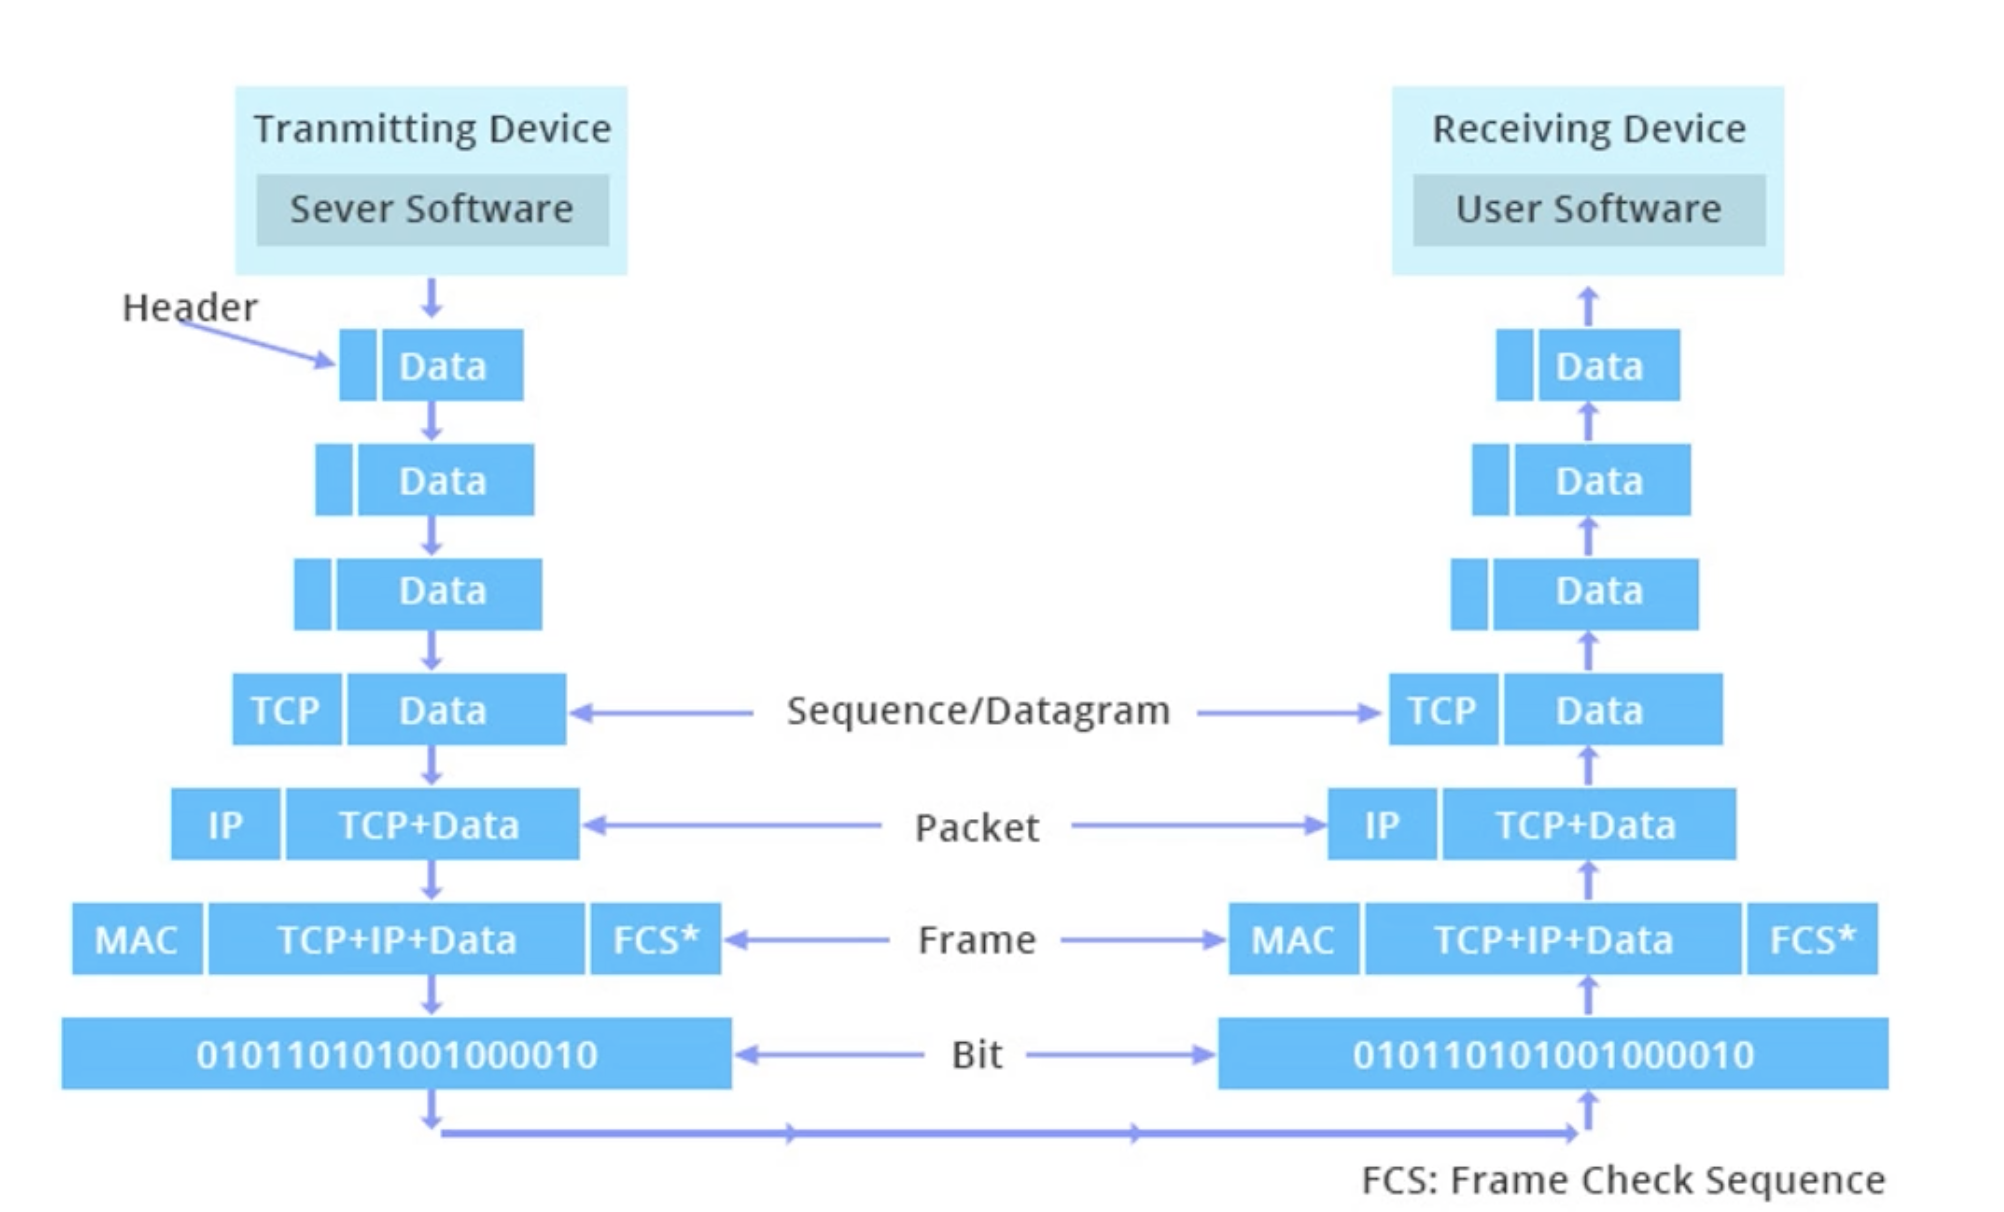 Tranmitting Device
Receiving Device
Sever Software
User Software
Header
Data
Data
Data
Data
Data
Data
TCP
Data
Sequence/Datagram
TCP
Data
IP
TCP+Data
Packet
IP
TCP+Data
MAC
TCP+IP+Data
FCS*
Frame
MAC
TCP+IP+Data
FCS*
010110101001000010
Bit
010110101001000010
FCS: Frame Check Sequence